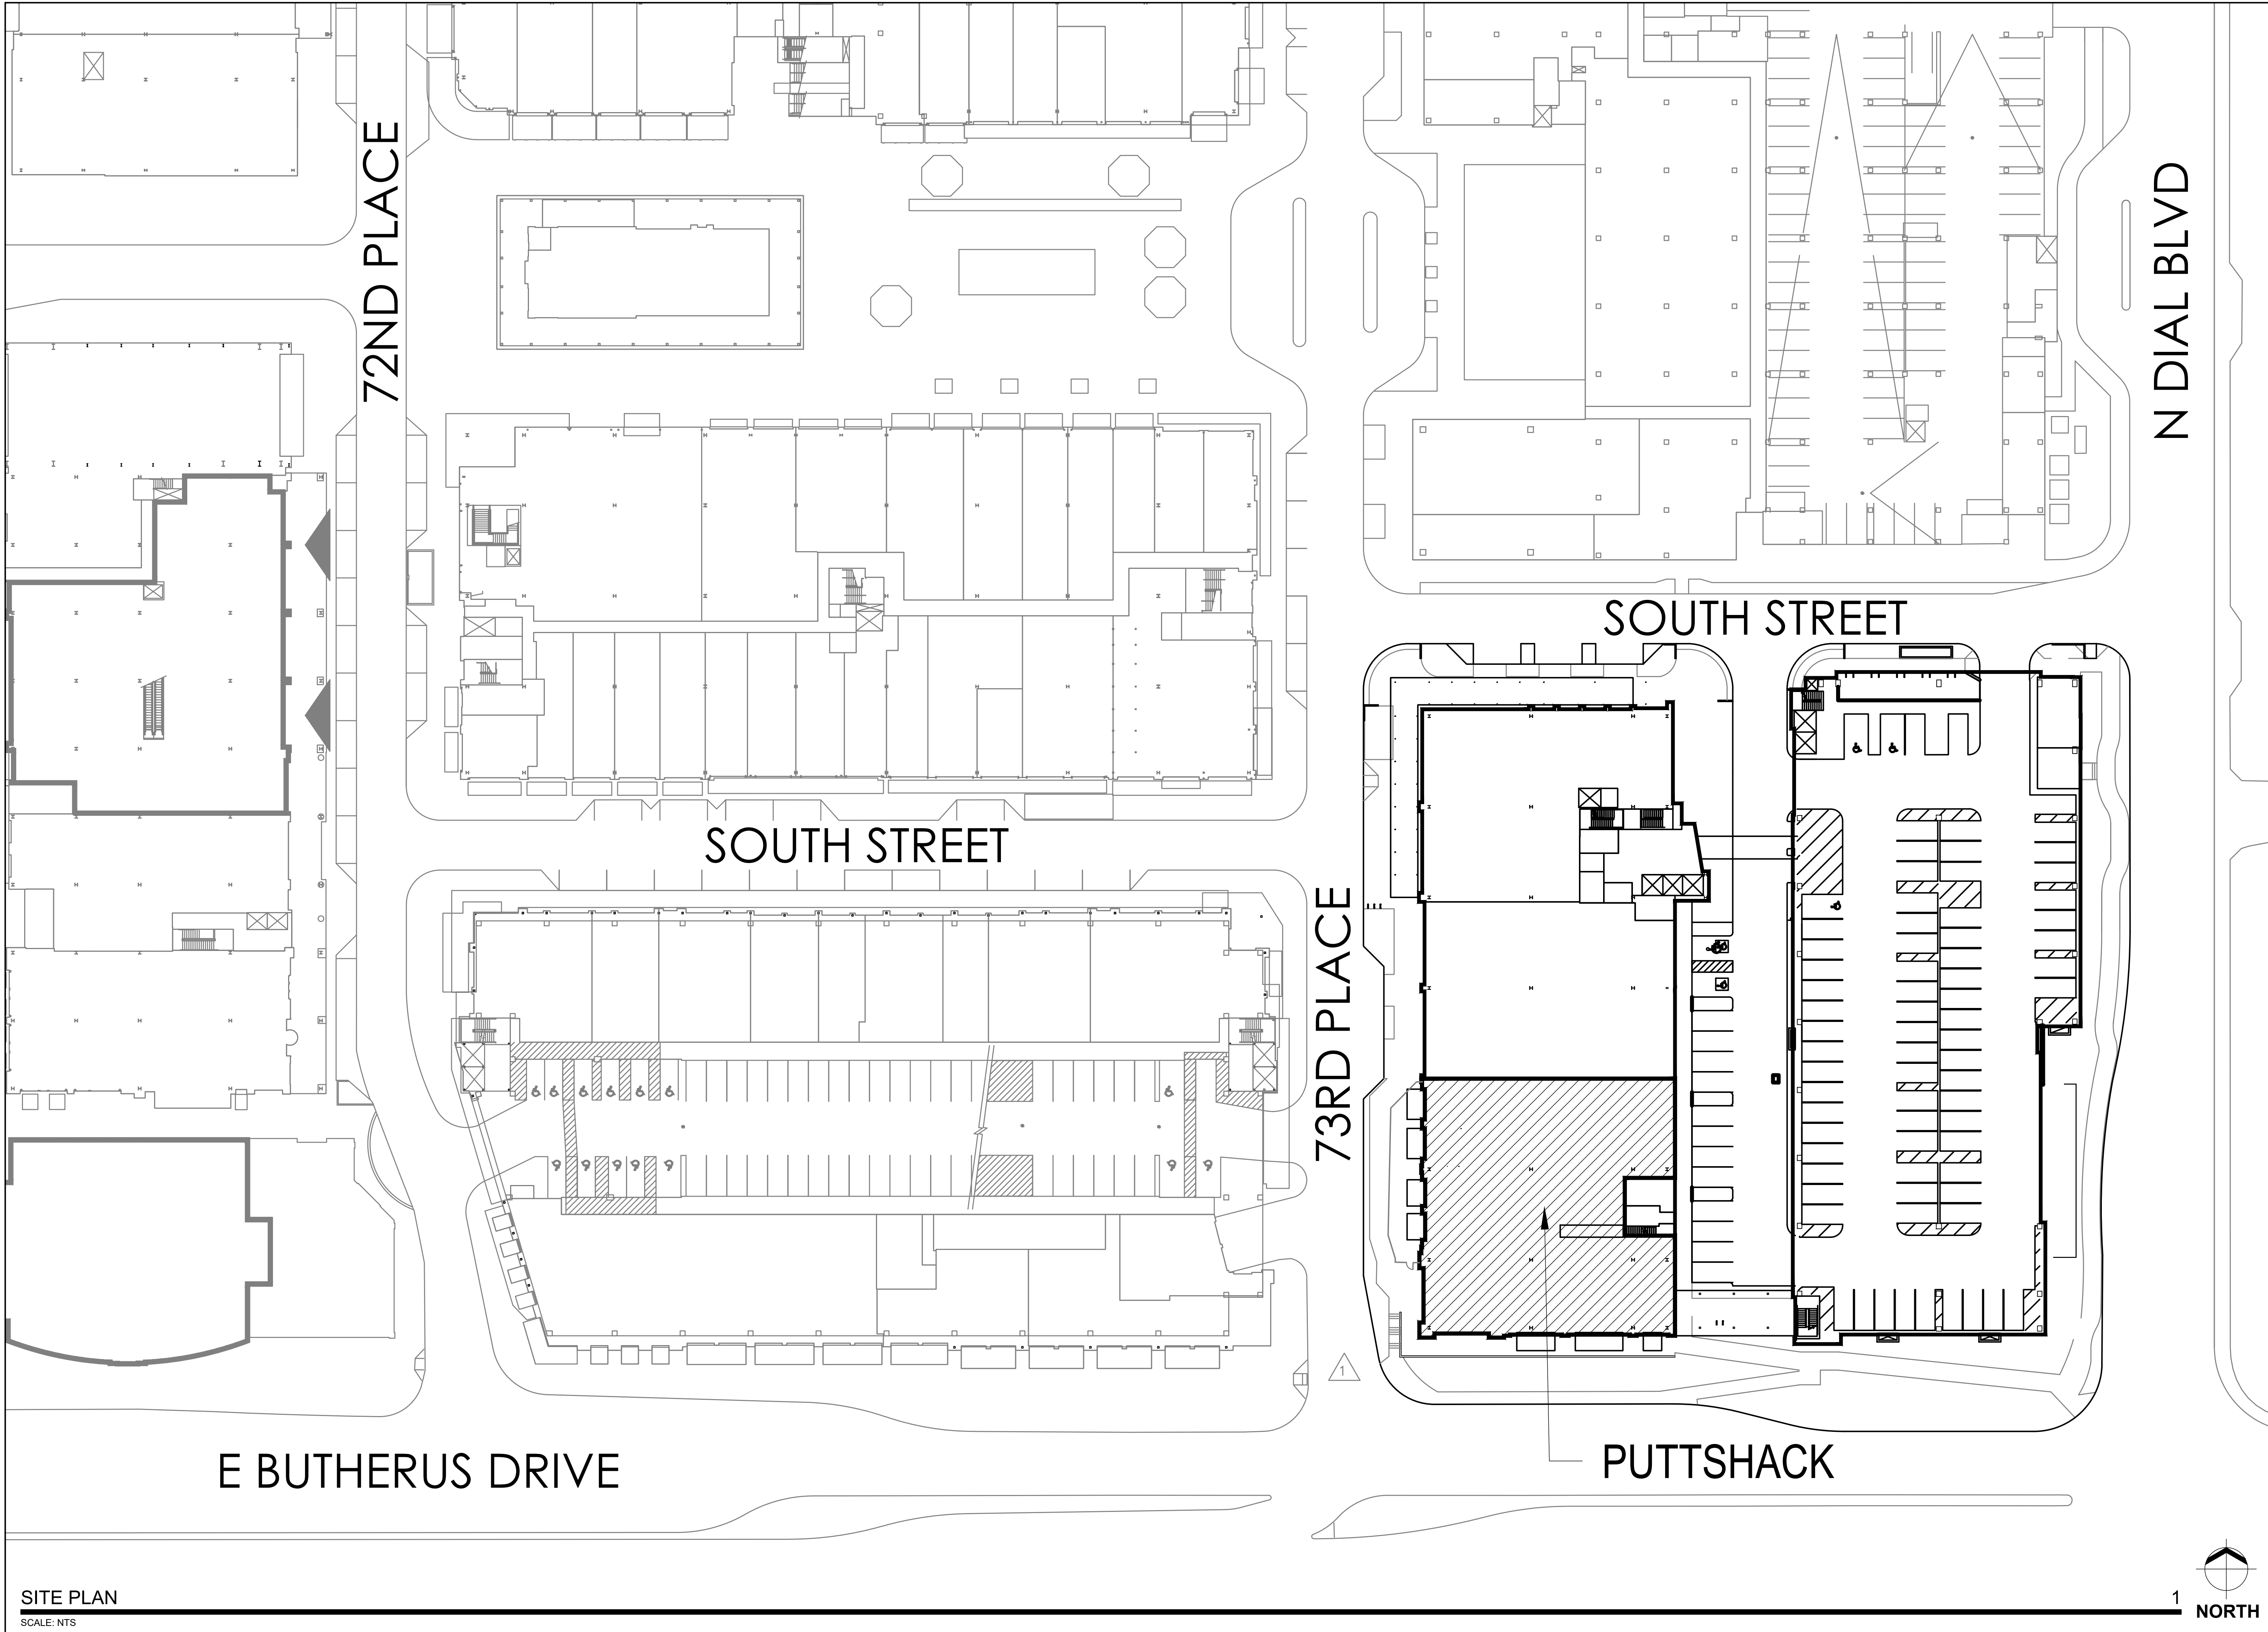 72ND PLACE
N DIAL BLVD
SOUTH STREET
SOUTH STREET
73RD PLACE
1
E BUTHERUS DRIVE
PUTTSHACK
SITE PLAN
1
SCALE: NTS
NORTH